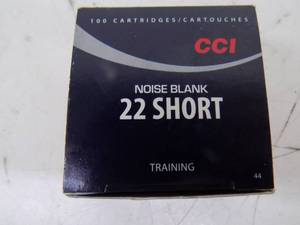 100 CARTRIDGES/CARTOUCHES
CCI
NOISE BLANK
22 SHORT
TRAINING
44